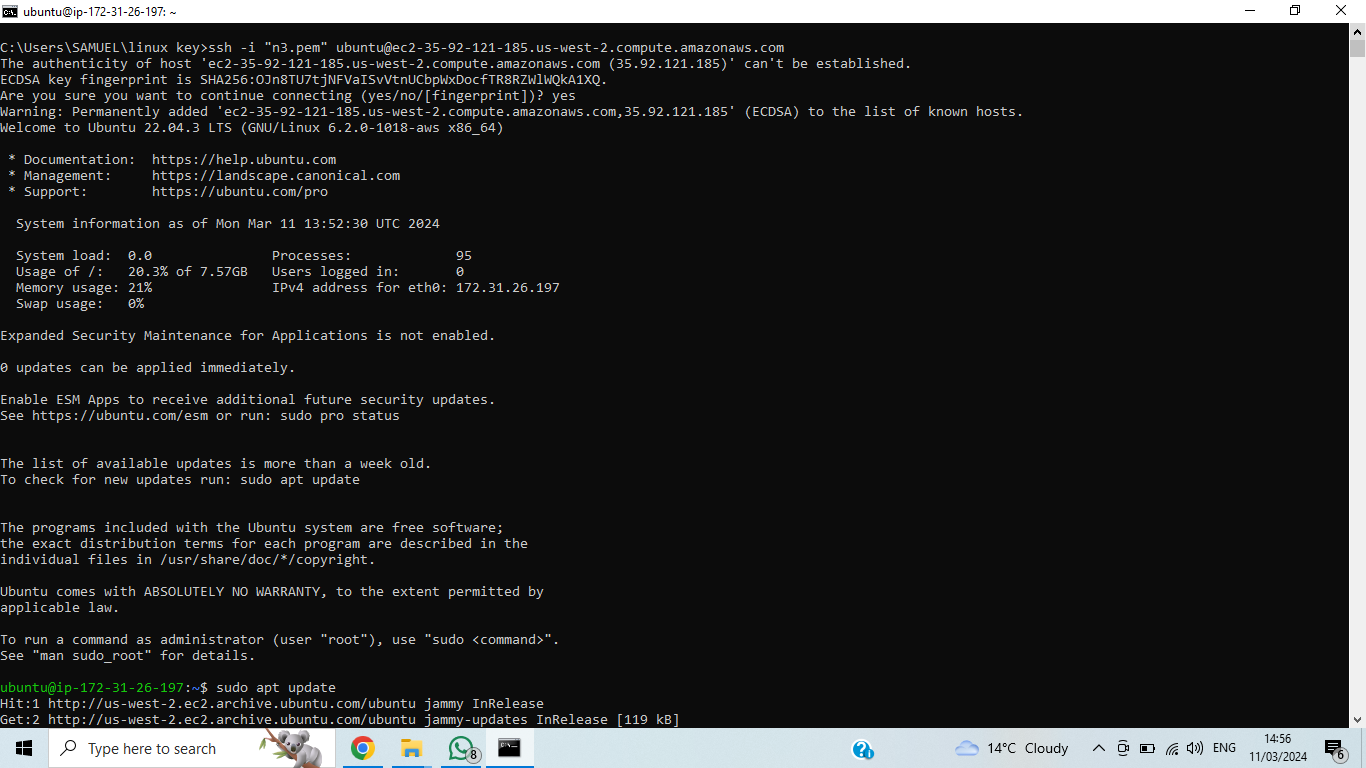 ubuntu@ip-172-31-26-197: ~
C:\Users\SAMUEL\linux key>ssh -i "n3.pem" ubuntu@ec2-35-92-121-185.us-west-2.compute.amazonaws.com
The authenticity of host 'ec2-35-92-121-185.us-west-2.compute.amazonaws.com (35.92.121.185)' can't be established.
ECDSA key fingerprint is SHA256:OJn8TU7tjNFVaISvVtnUCbpWxDocfTR8RZWlWQkA1XQ.
Are you sure you want to continue connecting (yes/no/[fingerprint])? yes
Warning: Permanently added 'ec2-35-92-121-185.us-west-2.compute.amazonaws.com,35.92.121.185' (ECDSA) to the list of known hosts.
Welcome to Ubuntu 22.04.3 LTS (GNU/Linux 6.2.0-1018-aws x86_64)
* Documentation:  https://help.ubuntu.com
* Management:     https://landscape.canonical.com
* Support:        https://ubuntu.com/pro
System information as of Mon Mar 11 13:52:30 UTC 2024
System load:  0.0               Processes:             95
Usage of /:   20.3% of 7.57GB   Users logged in:       0
Memory usage: 21%               IPv4 address for eth0: 172.31.26.197
Swap usage:   0%
Expanded Security Maintenance for Applications is not enabled.
0 updates can be applied immediately.
Enable ESM Apps to receive additional future security updates.
See https://ubuntu.com/esm or run: sudo pro status
The list of available updates is more than a week old.
To check for new updates run: sudo apt update
The programs included with the Ubuntu system are free software;
the exact distribution terms for each program are described in the
individual files in /usr/share/doc/*/copyright.
Ubuntu comes with ABSOLUTELY NO WARRANTY, to the extent permitted by
applicable law.
To run a command as administrator (user "root"), use "sudo <command>".
See "man sudo_root" for details.
ubuntu@ip-172-31-26-197:~$ sudo apt update
Hit:1 http://us-west-2.ec2.archive.ubuntu.com/ubuntu jammy InRelease
Get:2 http://us-west-2.ec2.archive.ubuntu.com/ubuntu jammy-updates InRelease [119 kB]
Type here to search
8
14°C Cloudy
ENG
14:56
11/03/2024
6